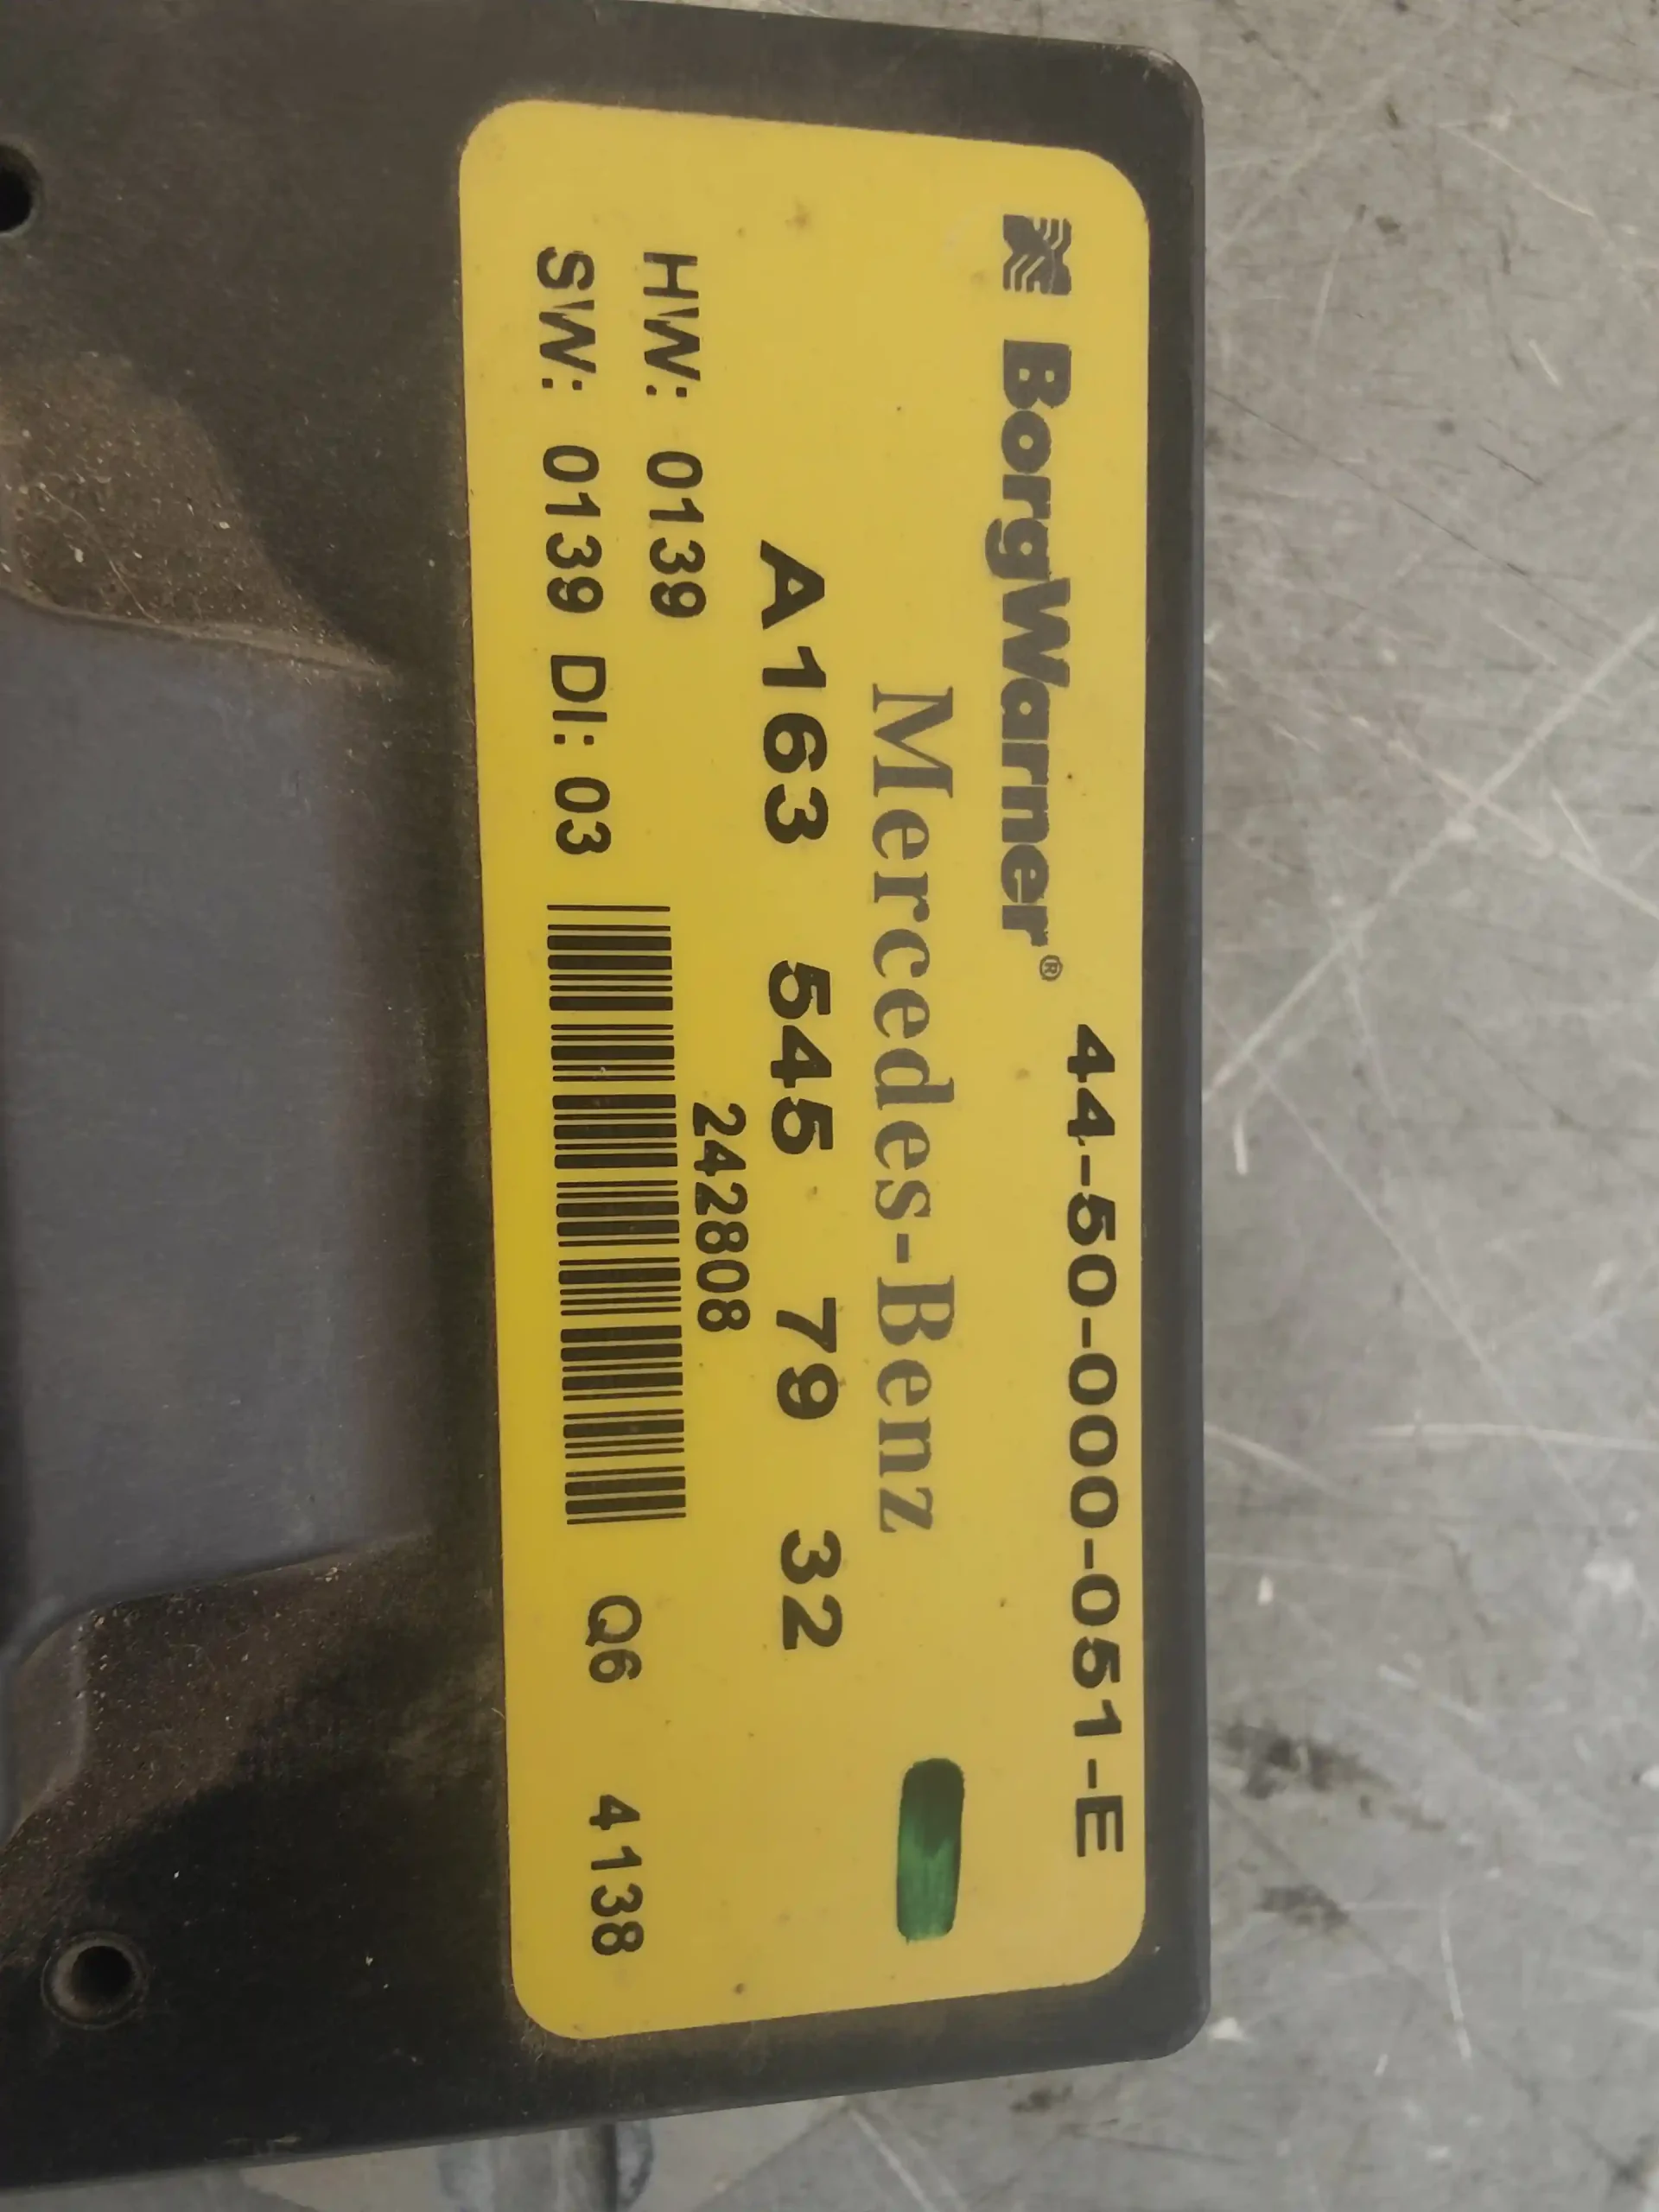 44-50-000-051-E
BorgWarner®
Mercedes-Benz
A163 545 79 32
242808
HW: 0139
SW: 0139 DI: 03 Q6 4138